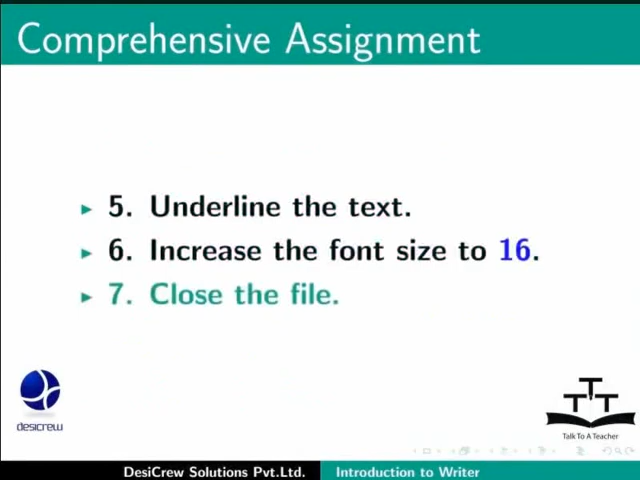 Comprehensive Assignment
5. Underline the text.
6. Increase the font size to 16.
7. Close the file.
desicrew
TTT
Talk To A Teacher
DesiCrew Solutions Pvt.Ltd. Introduction to Writer